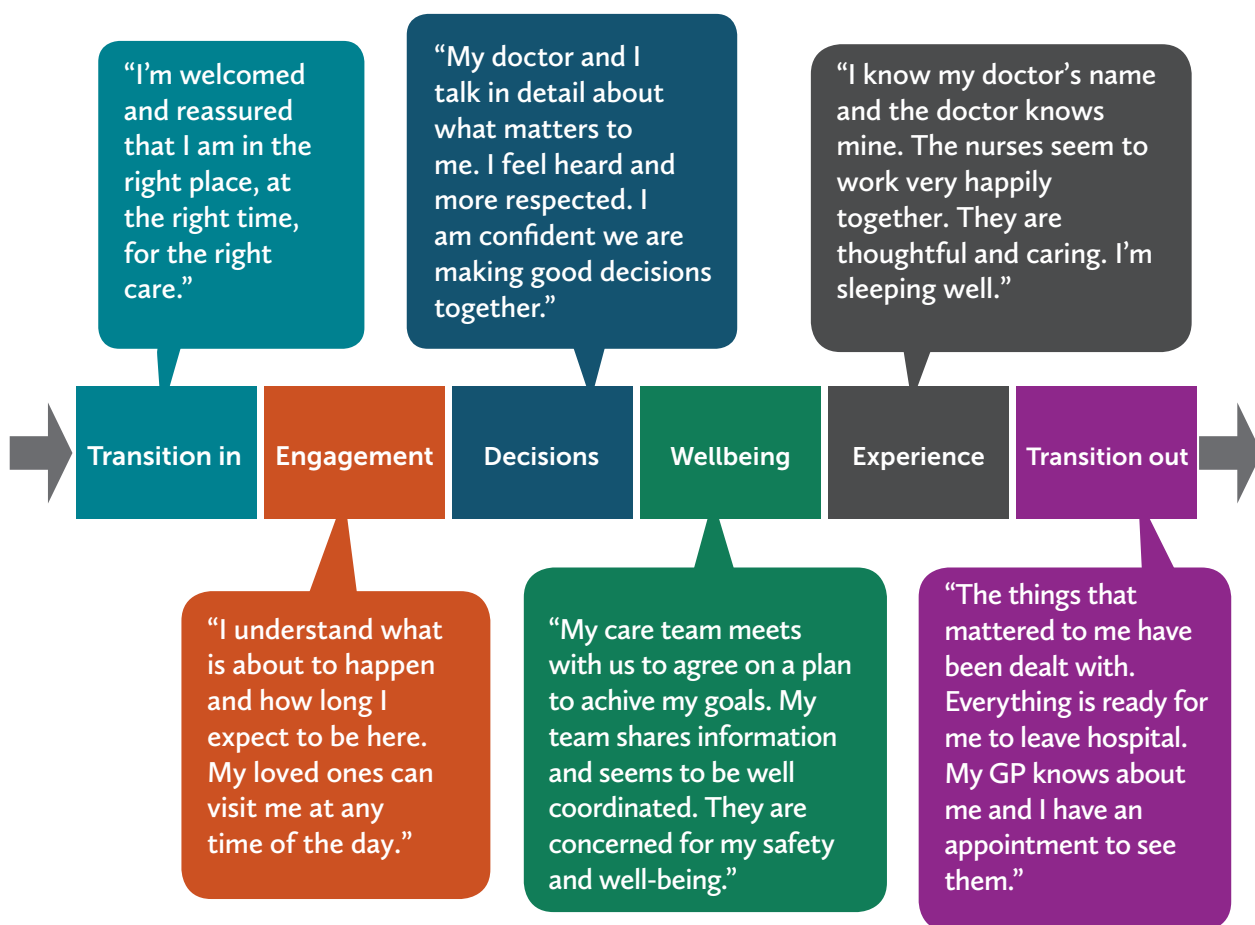 “I’m welcomed
and reassured
that I am in the
right place, at
the right time,
for the right
care.”
“My doctor and I
talk in detail about
what matters to
me. I feel heard and
more respected. I
am confident we are
making good decisions
together.”
“I know my doctor’s name
and the doctor knows
mine. The nurses seem to
work very happily
together. They are
thoughtful and caring. I’m
sleeping well.”
Transition in
Engagement
Decisions
Wellbeing
Experience
Transition out
“I understand what
is about to happen
and how long I
expect to be here.
My loved ones can
visit me at any
time of the day.”
“My care team meets
with us to agree on a plan
to achive my goals. My
team shares information
and seems to be well
coordinated. They are
concerned for my safety
and well-being.”
“The things that
mattered to me have
been dealt with.
Everything is ready for
me to leave hospital.
My GP knows about
me and I have an
appointment to see
them.”